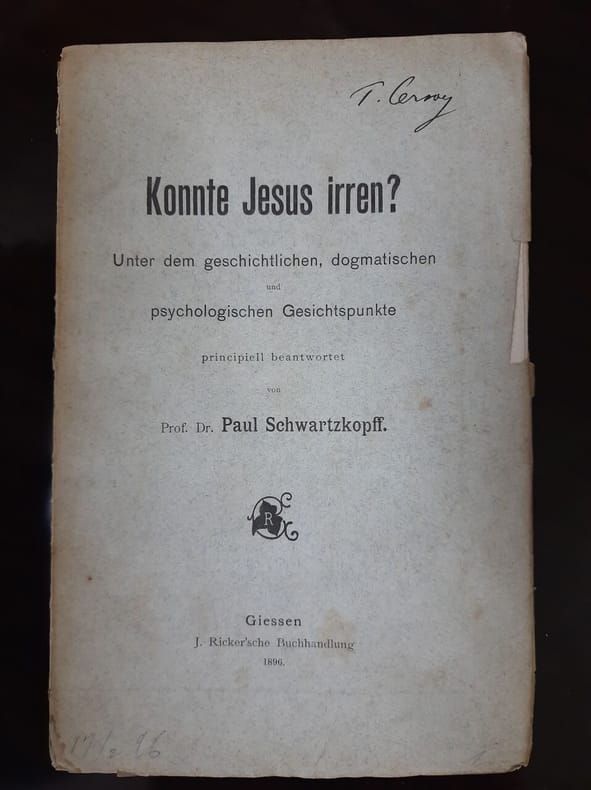 Konnte Jesus irren?
Unter dem geschichtlichen, dogmatischen
und
psychologischen Gesichtspunkte
principiell beantwortet
von
Prof. Dr. Paul Schwartzkopff.
R
Giessen
J. Ricker'sche Buchhandlung
1896.